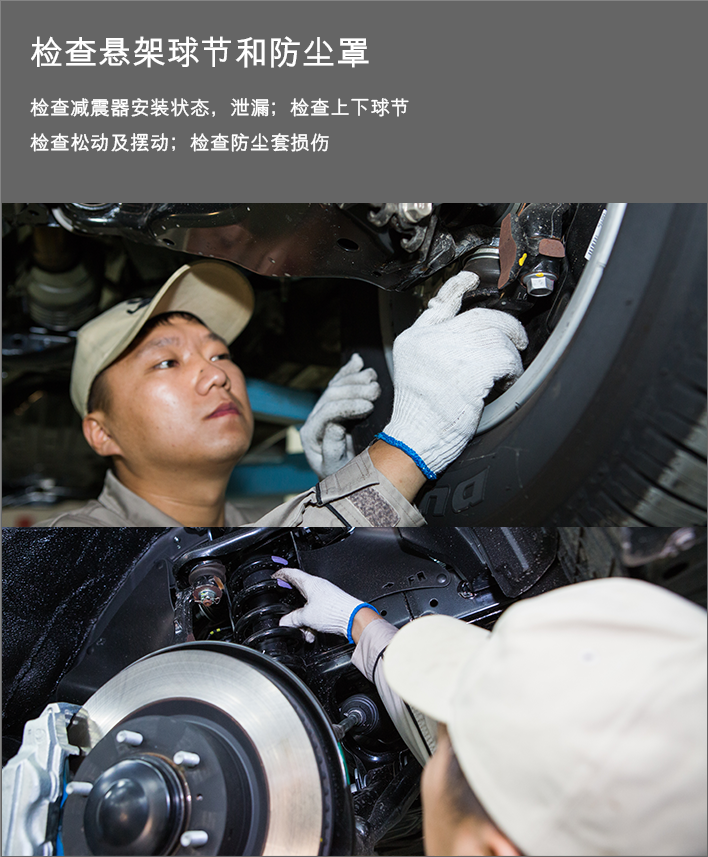 检查悬架球节和防尘罩
检查减震器安装状态，泄漏；检查上下球节
检查松动及摆动；检查防尘套损伤